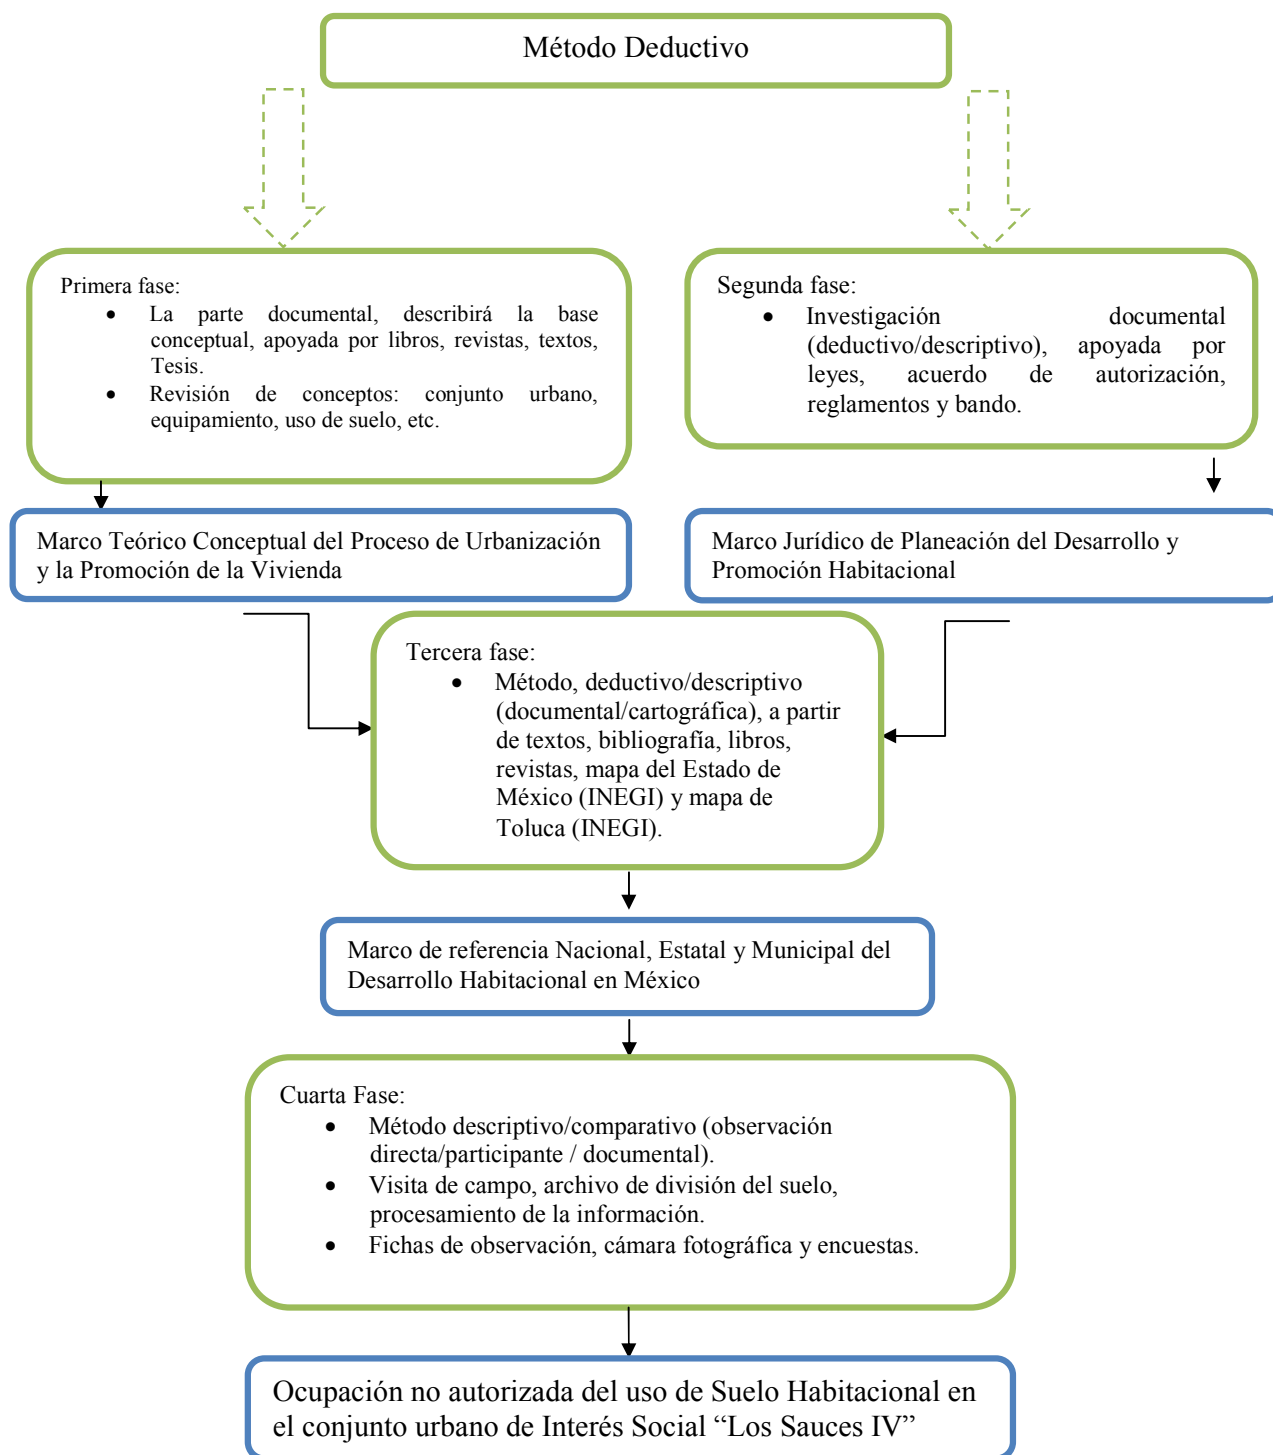 Método Deductivo
Primera fase:
• La parte documental, describirá la base
conceptual, apoyada por libros, revistas, textos,
Tesis.
• Revisión de conceptos: conjunto urbano,
equipamiento, uso de suelo, etc.
Segunda fase:
• Investigación documental
(deductivo/descriptivo), apoyada por
leyes, acuerdo de autorización,
reglamentos y bando.
Marco Teórico Conceptual del Proceso de Urbanización
y la Promoción de la Vivienda
Marco Jurídico de Planeación del Desarrollo y
Promoción Habitacional
Tercera fase:
• Método, deductivo/descriptivo
(documental/cartográfica), a partir
de textos, bibliografía, libros,
revistas, mapa del Estado de
México (INEGI) y mapa de
Toluca (INEGI).
Marco de referencia Nacional, Estatal y Municipal del
Desarrollo Habitacional en México
Cuarta Fase:
• Método descriptivo/comparativo (observación
directa/participante / documental).
• Visita de campo, archivo de división del suelo,
procesamiento de la información.
• Fichas de observación, cámara fotográfica y encuestas.
Ocupación no autorizada del uso de Suelo Habitacional en
el conjunto urbano de Interés Social “Los Sauces IV”